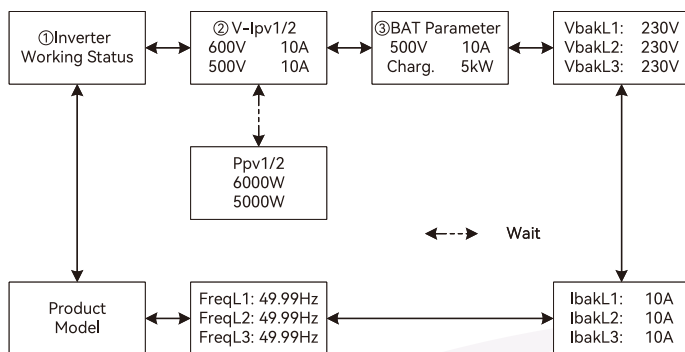 ①Inverter
Working Status
② V-Ipv1/2
600V 10A
500V 10A
③BAT Parameter
500V 10A
Charg. 5kW
VbakL1: 230V
VbakL2: 230V
VbakL3: 230V
Ppv1/2
6000W
5000W
Wait
Product
Model
FreqL1: 49.99Hz
FreqL2: 49.99Hz
FreqL3: 49.99Hz
IbakL1: 10A
IbakL2: 10A
IbakL3: 10A